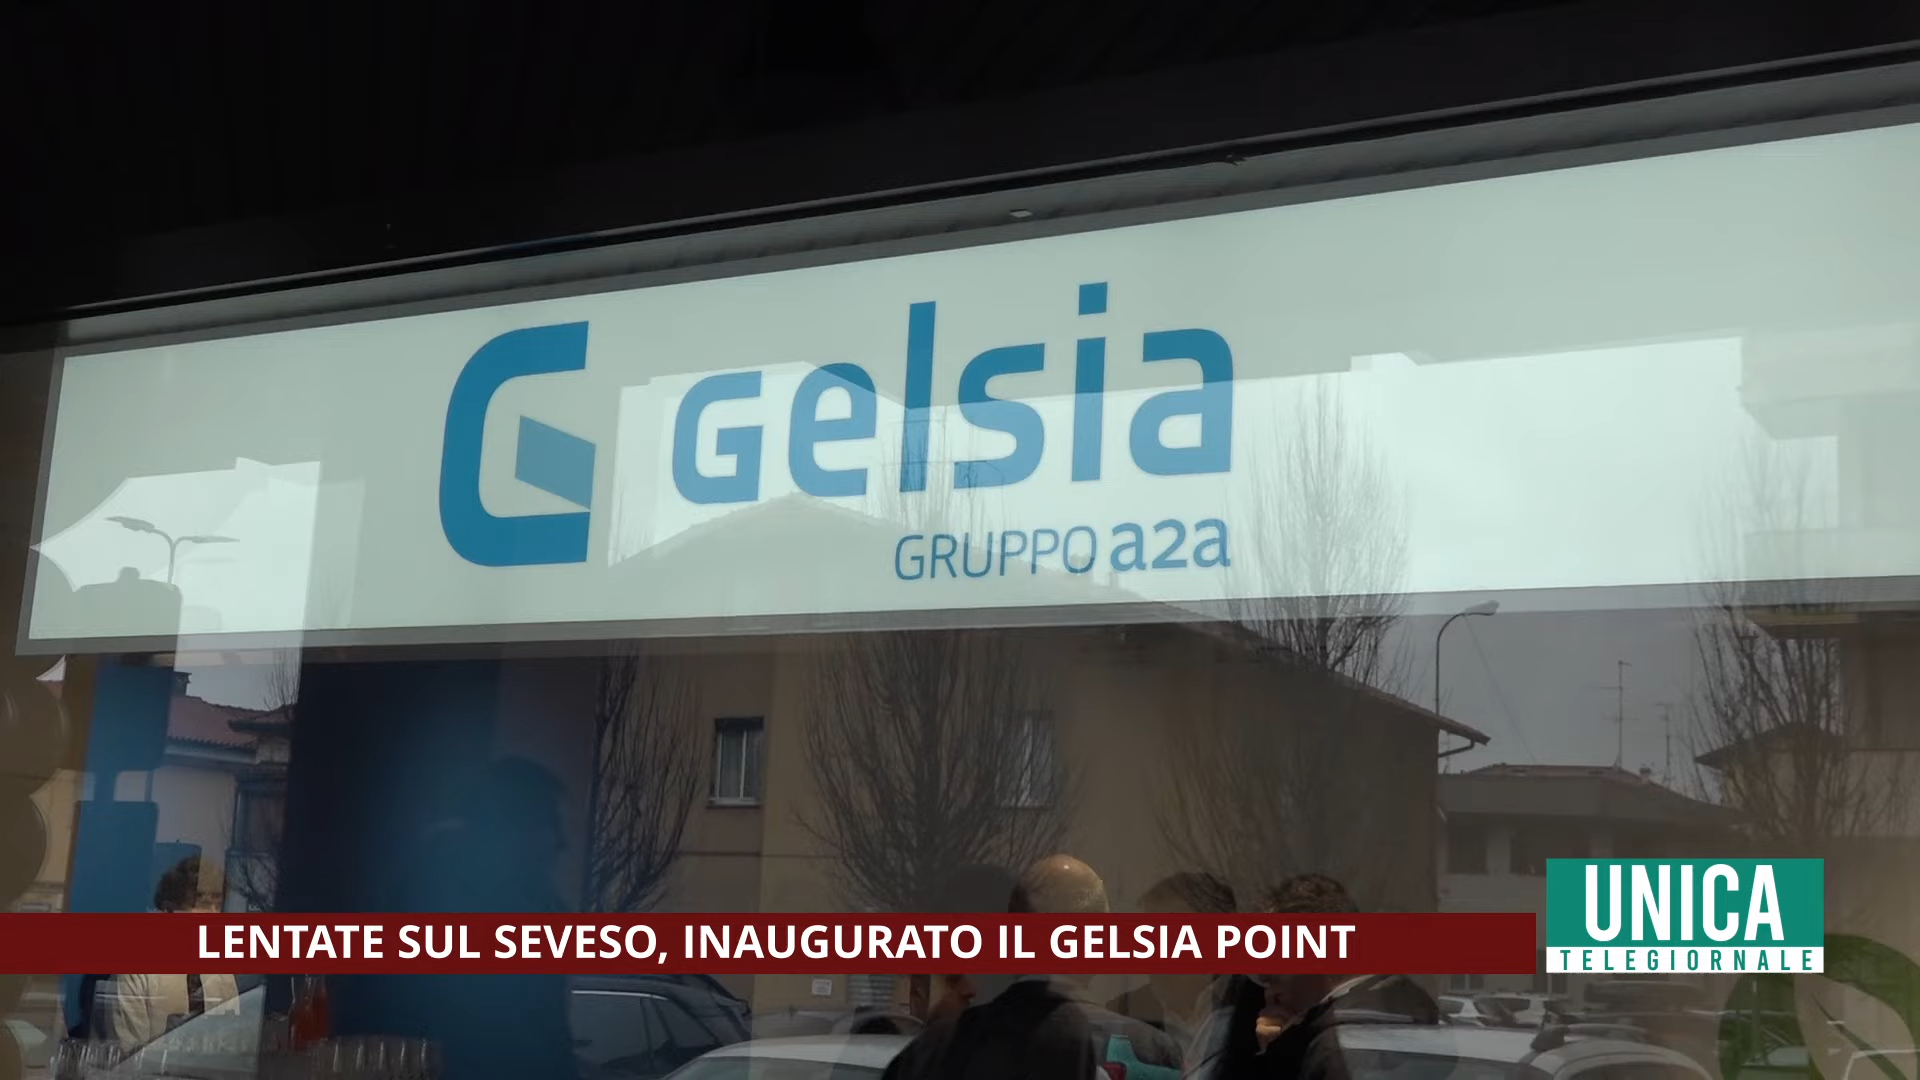 Gelsia
GRUPPO a2a
LENTATE SUL SEVESO, INAUGURATO IL GELSIA POINT
UNICA
TELEGIORNALE